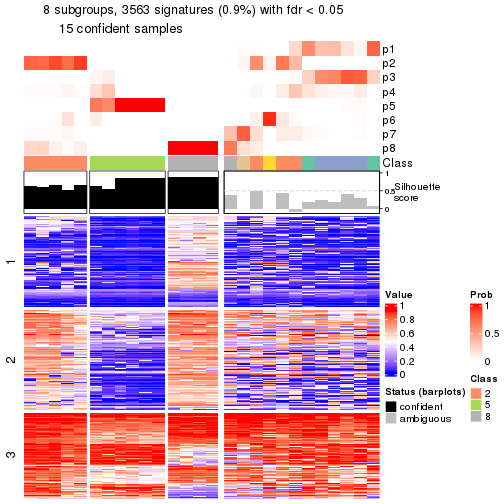 8 subgroups, 3563 signatures (0.9%) with fdr < 0.05
15 confident samples
p1
p2
p3
p4
p5
p6
p7
p8
Class
1
0.5
0
Silhouette
score
1
2
3
Value
1
0.8
0.6
0.4
0.2
0
Prob
1
0.5
0
Status (barplots)
confident
ambiguous
Class
2
5
8